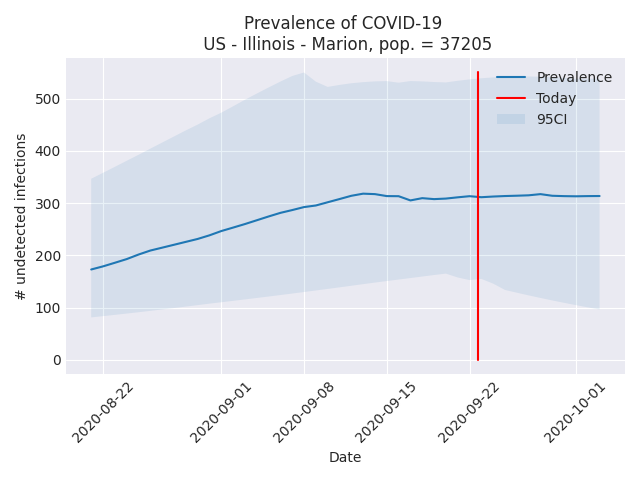 Prevalence of COVID-19
US - Illinois - Marion, pop. = 37205
# undetected infections
500
400
300
200
100
0
Prevalence
Today
95CI
2020-08-22
2020-09-01
2020-09-08
2020-09-15
2020-09-22
2020-10-01
Date